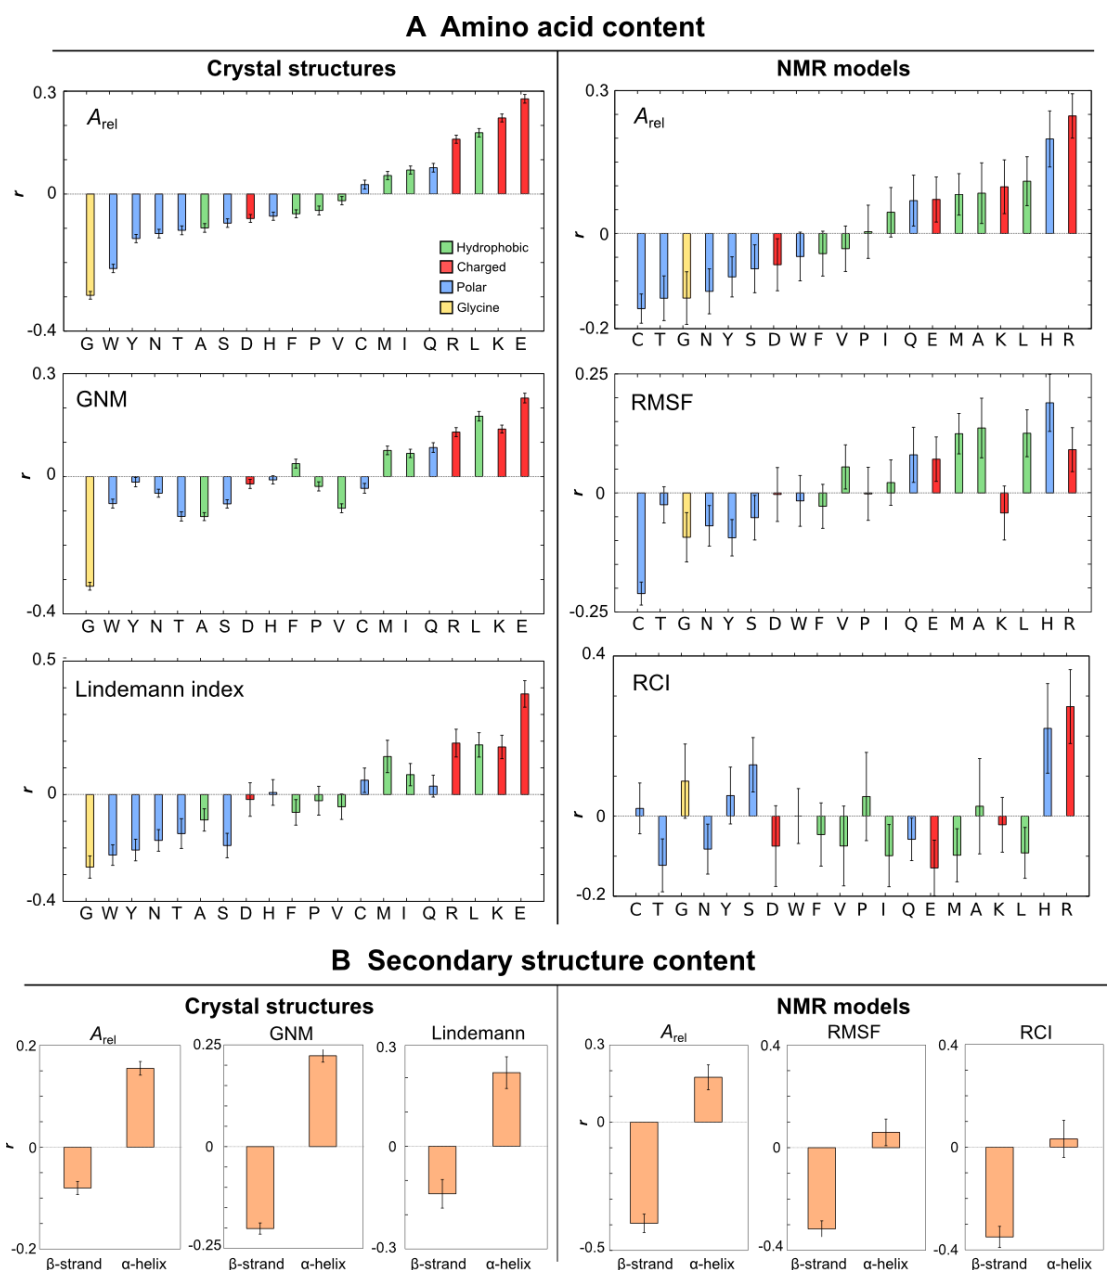 A Amino acid content
Crystal structures
NMR models
0.3
A rel
r
0
-0.4
Hydrophobic
Charged
Polar
Glycine
G W Y N T A S D H F P V C M I Q R L K E
0.3
A rel
r
0
-0.2
C T G N Y S D W F V P I Q E M A K L H R
0.3
GNM
0
-0.4
G W Y N T A S D H F P V C M I Q R L K E
0.25
RMSF
r
0
-0.25
C T G N Y S D W F V P I Q E M A K L H R
0.5
Lindemann index
0
-0.4
G W Y N T A S D H F P V C M I Q R L K E
0.4
RCI
0
-0.2
C T G N Y S D W F V P I Q E M A K L H R
B Secondary structure content
Crystal structures
NMR models
A rel
0.2
r
0
-0.2
β-strand α-helix
GNM
0.25
0
-0.25
β-strand α-helix
Lindemann
0.3
0
-0.3
β-strand α-helix
A rel
0.3
r
0
-0.5
β-strand α-helix
RMSF
0.4
0
-0.4
β-strand α-helix
RCI
0.4
0
-0.4
β-strand α-helix